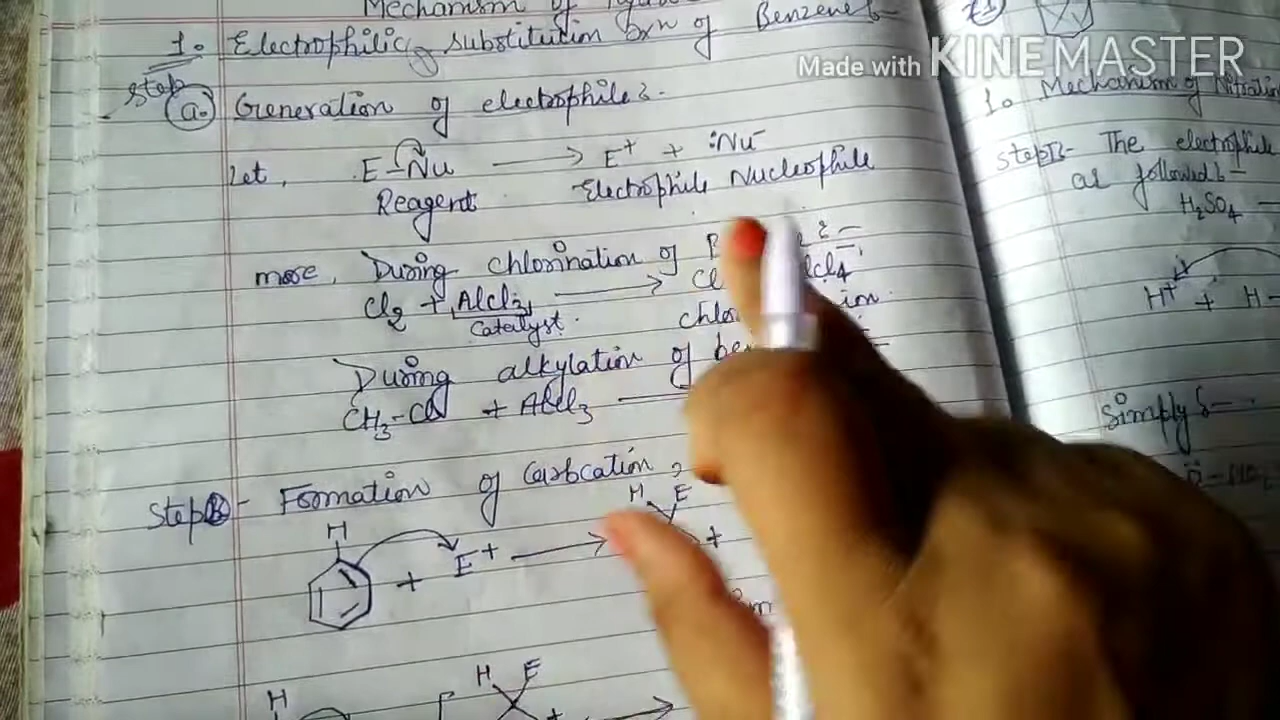 Mechanism of
1. Electrophilic substitution rxn of Benzene:-
Step
a. Generation of electrophile:-
Let, E-Nu → E+ + :Nu-
Reagent Electrophile Nucleophile
more, During chlorination of
Cl2 + AlCl3 →
Catalyst.
During alkylation of
CH3-Cl + AlCl3
Step - Formation of Carbcation
H H E
+ E+ → +
H E
H +
Made with KINEMASTER
1. Mechanism of Nitration
Step I:- The electrophile
as followed:-
H2SO4
H+ + H-
Simply :-